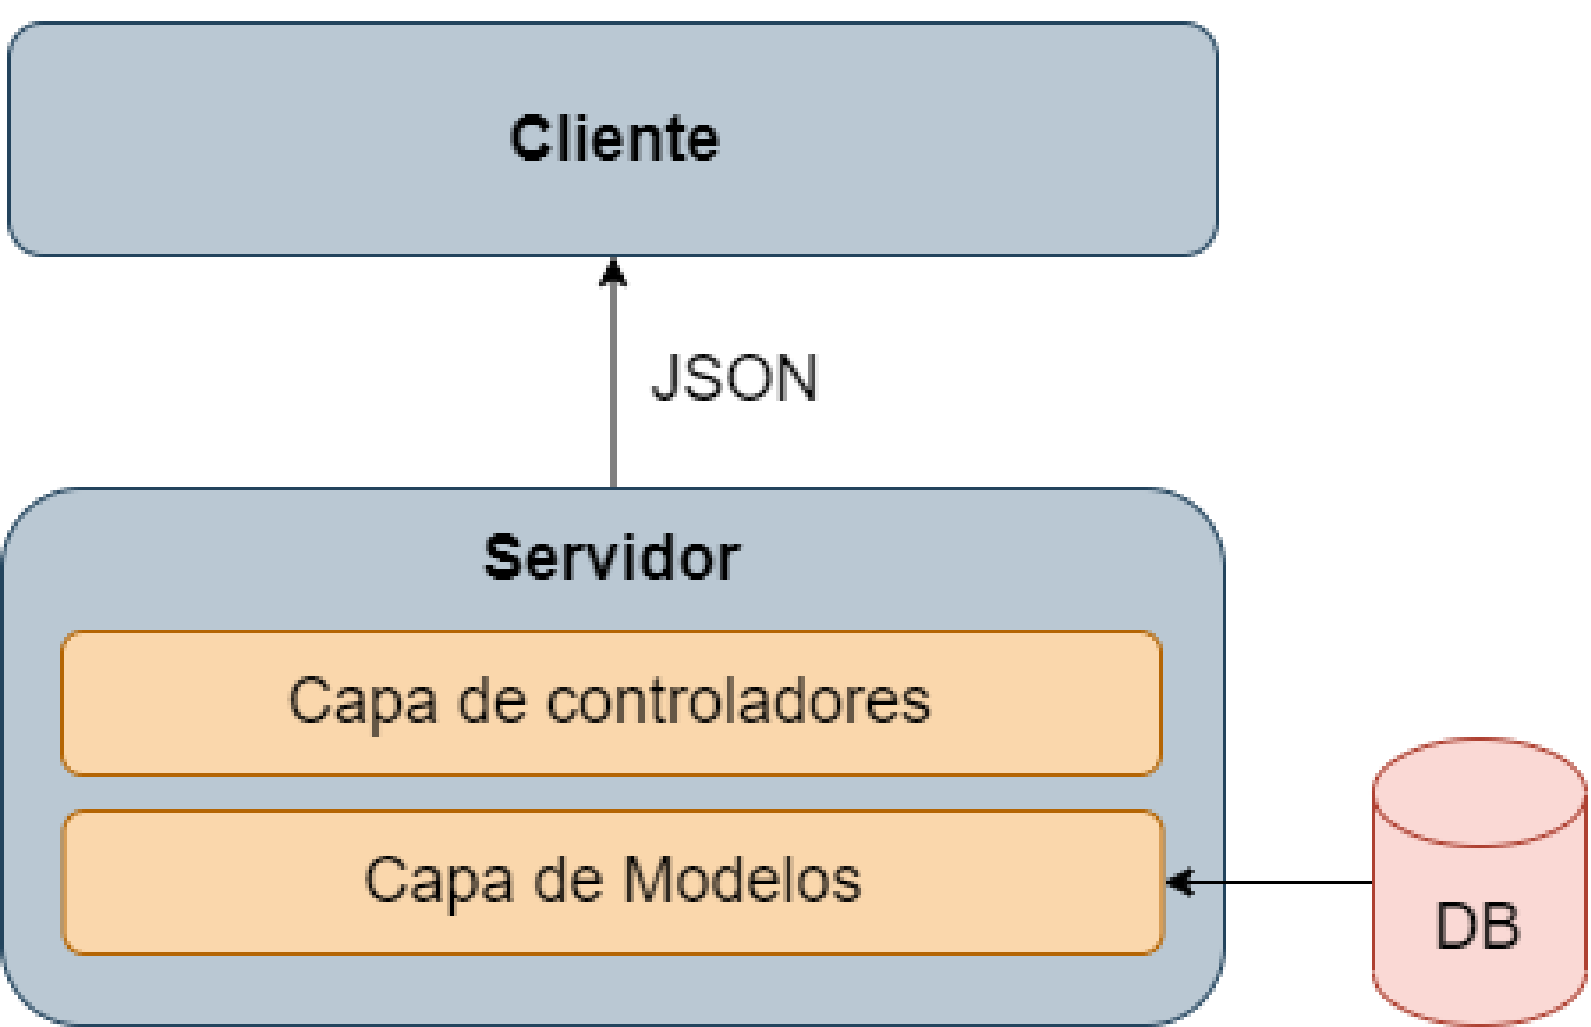 Cliente
JSON
Servidor
Capa de controladores
Capa de Modelos
DB